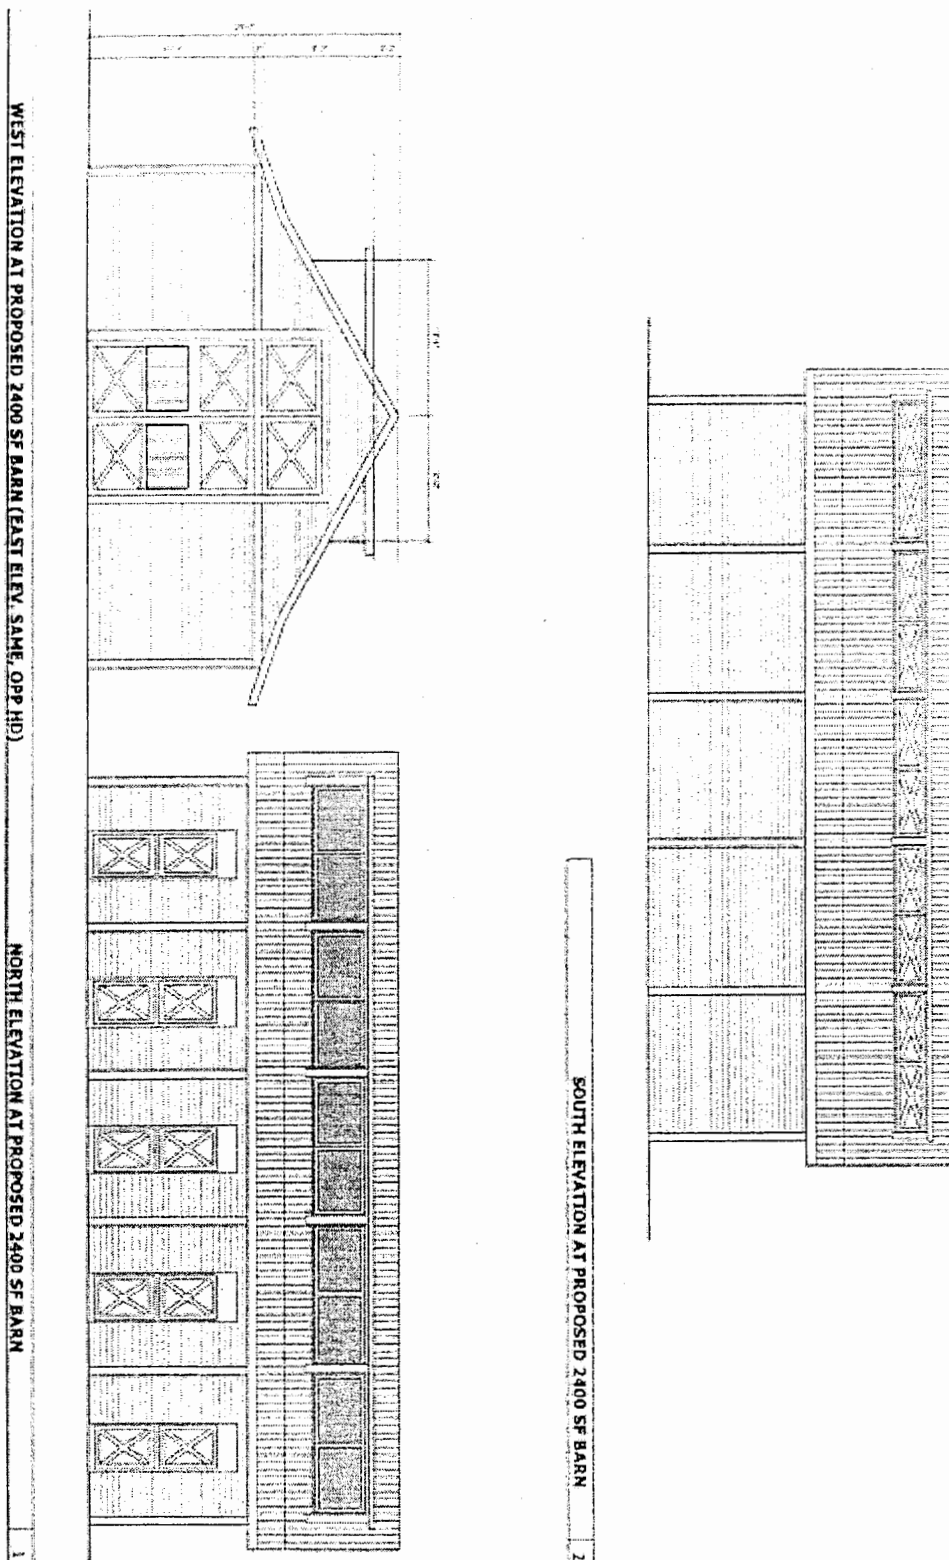 SOUTH ELEVATION AT PROPOSED 2400 SF BARN
2
WEST ELEVATION AT PROPOSED 2400 SF BARN (EAST ELEV. SAME, OPP HD)
NORTH ELEVATION AT PROPOSED 2400 SF BARN
1